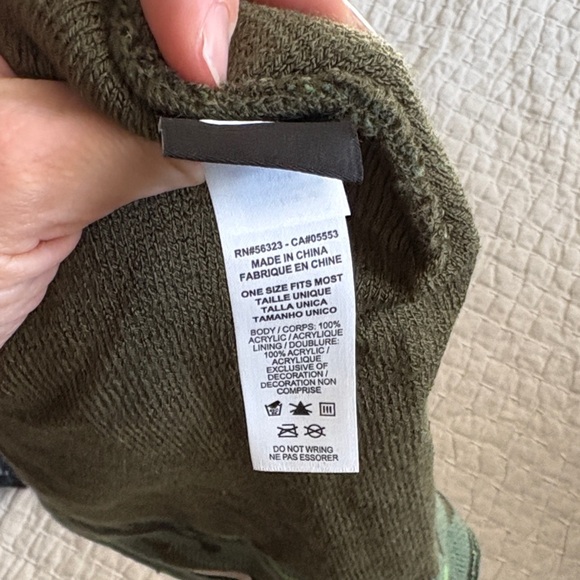 RN#56323 - CA#05553
MADE IN CHINA
FABRIQUE EN CHINE
ONE SIZE FITS MOST
TAILLE UNIQUE
TALLA UNICA
TAMANHO UNICO
BODY / CORPS: 100%
ACRYLIC / ACRYLIQUE
LINING / DOUBLURE:
100% ACRYLIC /
ACRYLIQUE
EXCLUSIVE OF
DECORATION /
DECORATION NON
COMPRISE
DO NOT WRING
NE PAS ESSORER